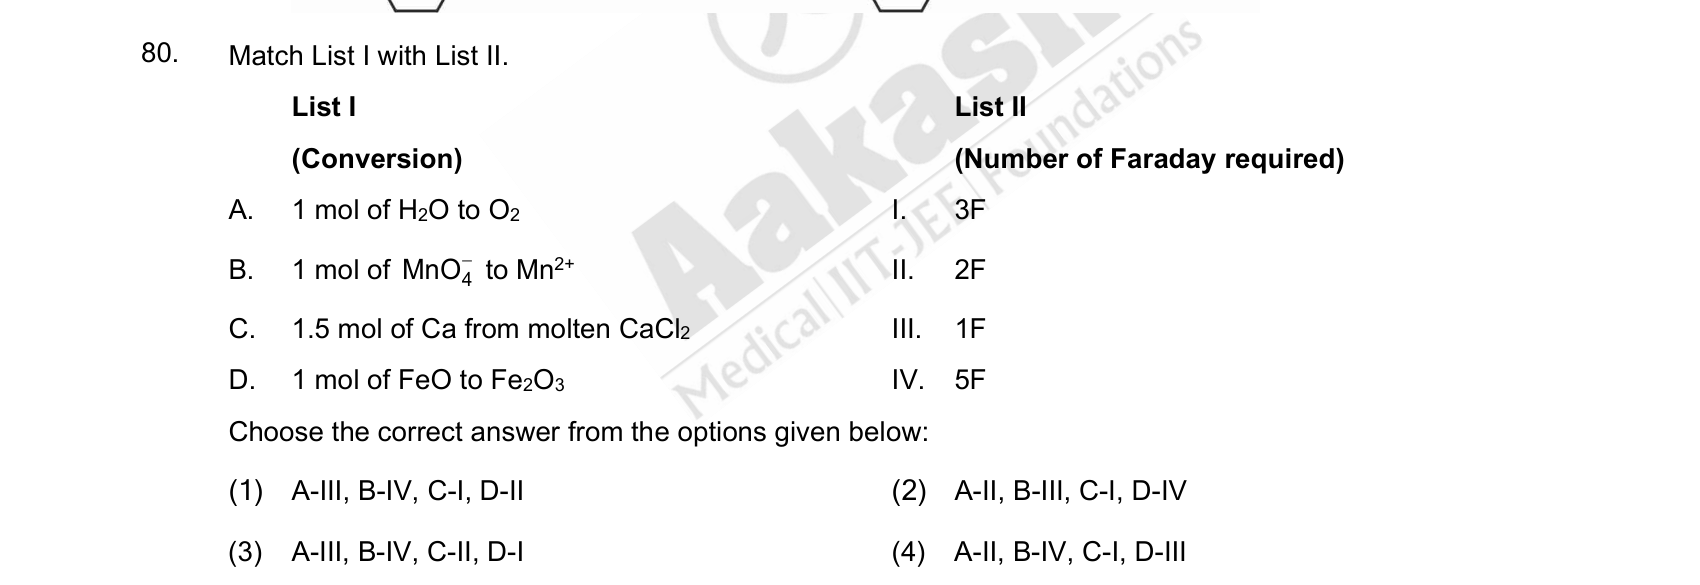 80. Match List I with List II.
List I List II
(Conversion) (Number of Faraday required)
A. 1 mol of H₂O to O₂ I. 3F
B. 1 mol of MnO₄⁻ to Mn²⁺ II. 2F
C. 1.5 mol of Ca from molten CaCl₂ III. 1F
D. 1 mol of FeO to Fe₂O₃ IV. 5F
Choose the correct answer from the options given below:
(1) A-III, B-IV, C-I, D-II (2) A-II, B-III, C-I, D-IV
(3) A-III, B-IV, C-II, D-I (4) A-II, B-IV, C-I, D-III
Aakash
Medical|IIT-JEE|Foundations